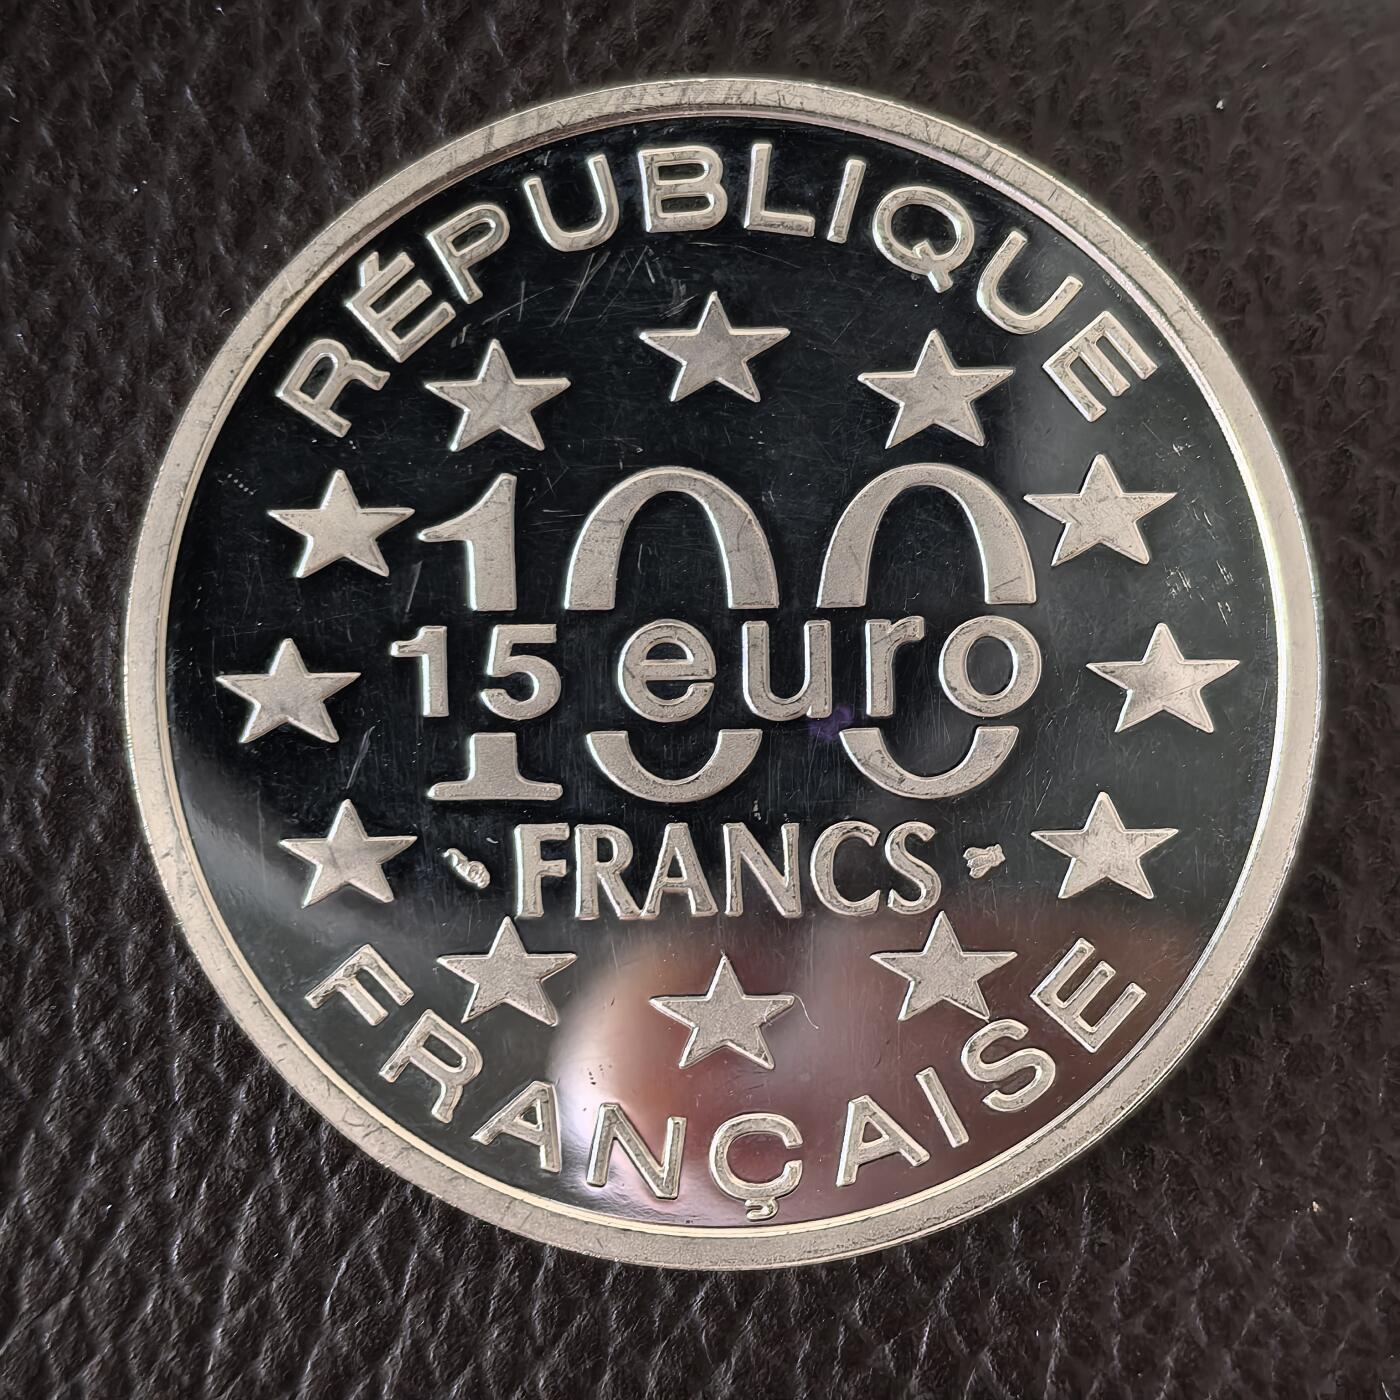 RÉPUBLIQUE
100
15 euro
FRANCS
FRANÇAISE